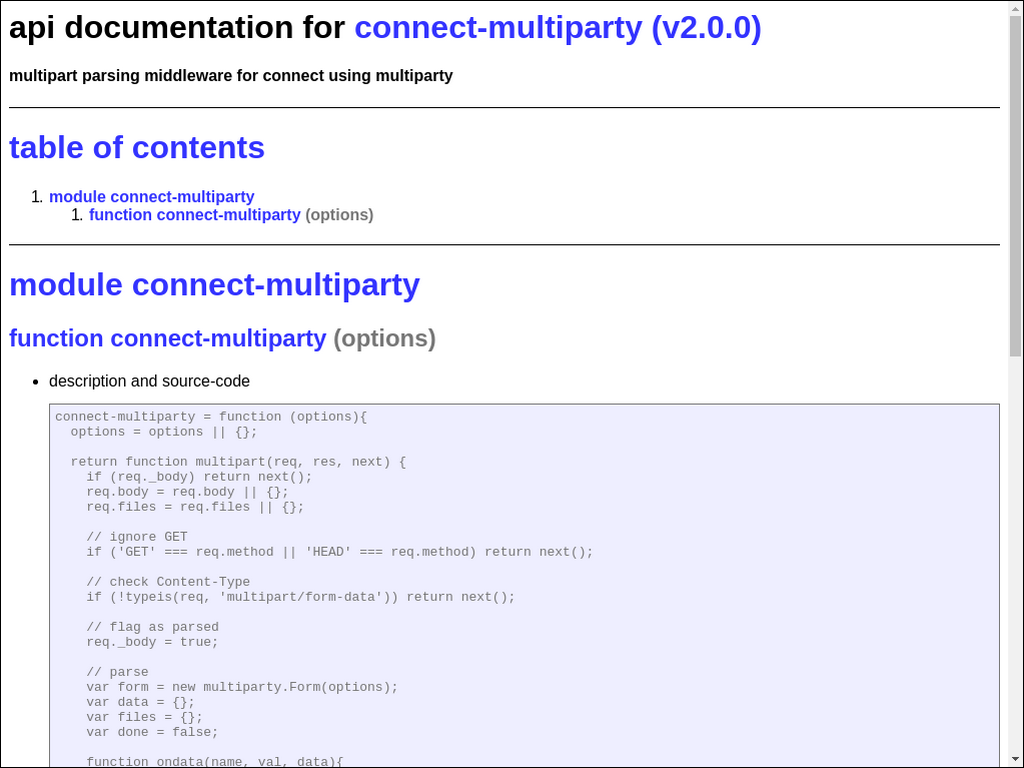 api documentation for connect-multiparty (v2.0.0)
multipart parsing middleware for connect using multiparty
table of contents
1. module connect-multiparty
1. function connect-multiparty (options)
module connect-multiparty
function connect-multiparty (options)
• description and source-code
connect-multiparty = function (options){
  options = options || {};

  return function multipart(req, res, next) {
    if (req._body) return next();
    req.body = req.body || {};
    req.files = req.files || {};

    // ignore GET
    if ('GET' === req.method || 'HEAD' === req.method) return next();

    // check Content-Type
    if (!typeis(req, 'multipart/form-data')) return next();

    // flag as parsed
    req._body = true;

    // parse
    var form = new multiparty.Form(options);
    var data = {};
    var files = {};
    var done = false;

    function ondata(name, val, data){